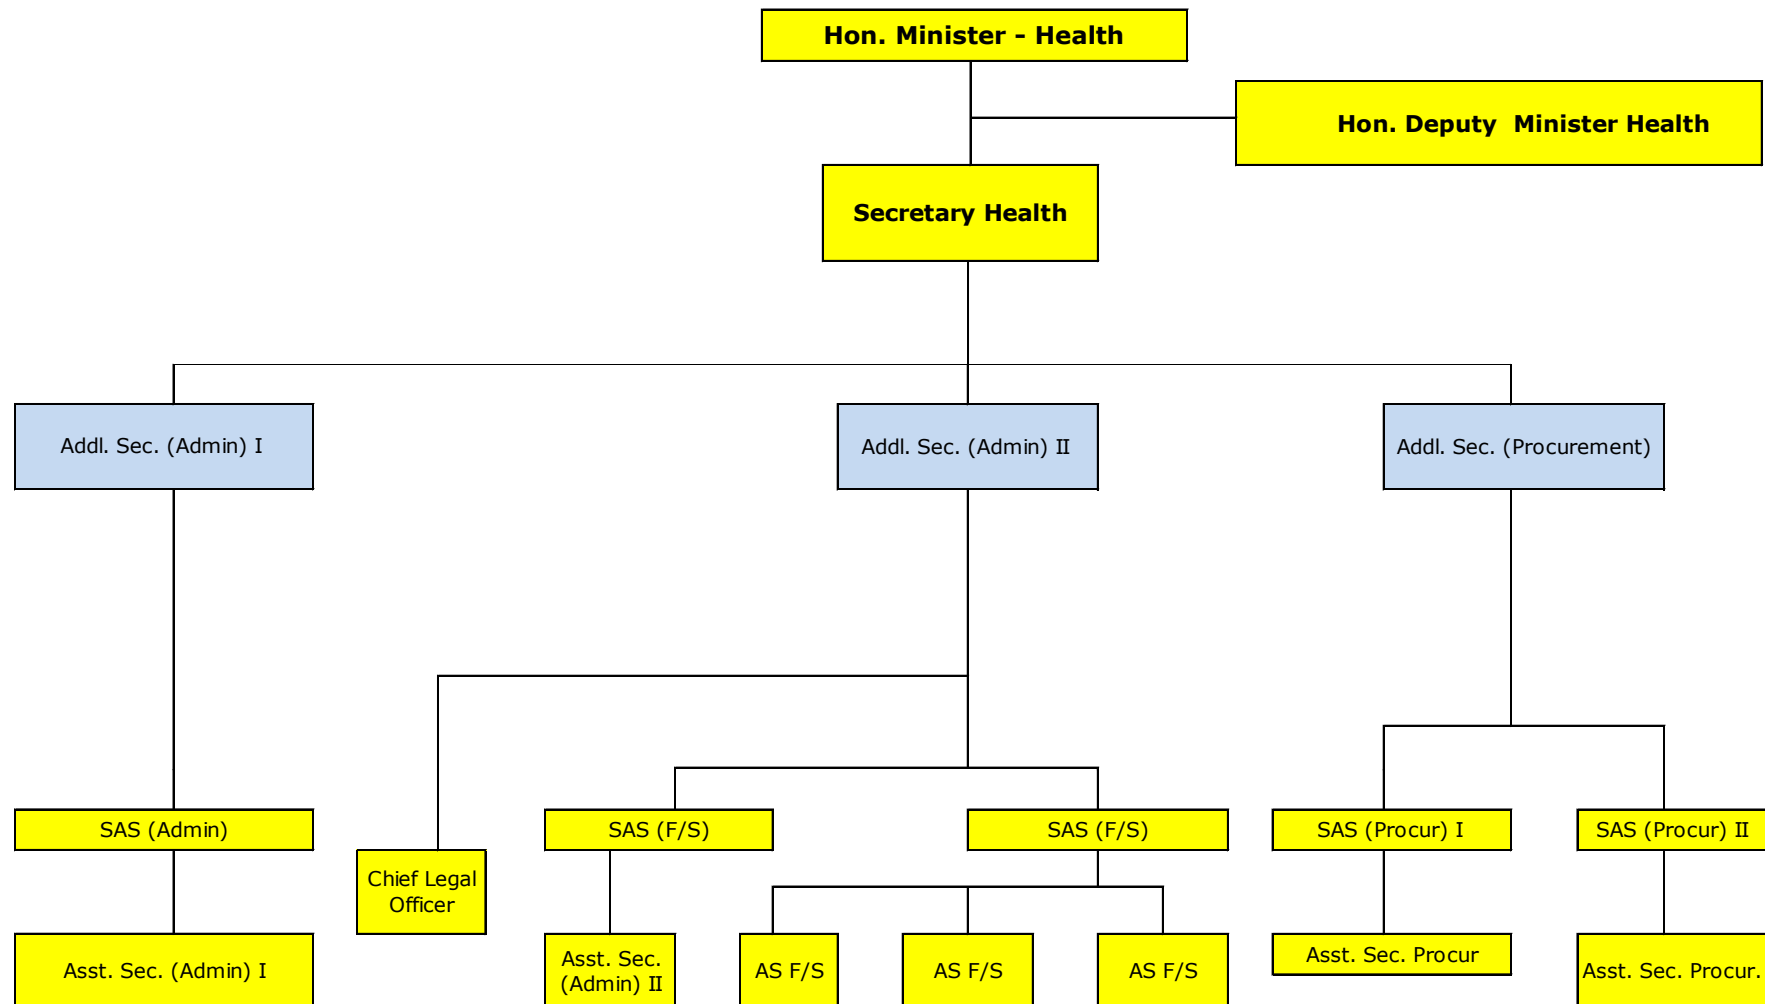 Hon. Minister - Health
Hon. Deputy Minister Health
Secretary Health
Addl. Sec. (Admin) I
Addl. Sec. (Admin) II
Addl. Sec. (Procurement)
SAS (Admin)
SAS (F/S)
SAS (F/S)
SAS (Procur) I
SAS (Procur) II
Chief Legal
Officer
Asst. Sec. (Admin) I
Asst. Sec.
(Admin) II
AS F/S
AS F/S
AS F/S
Asst. Sec. Procur
Asst. Sec. Procur.